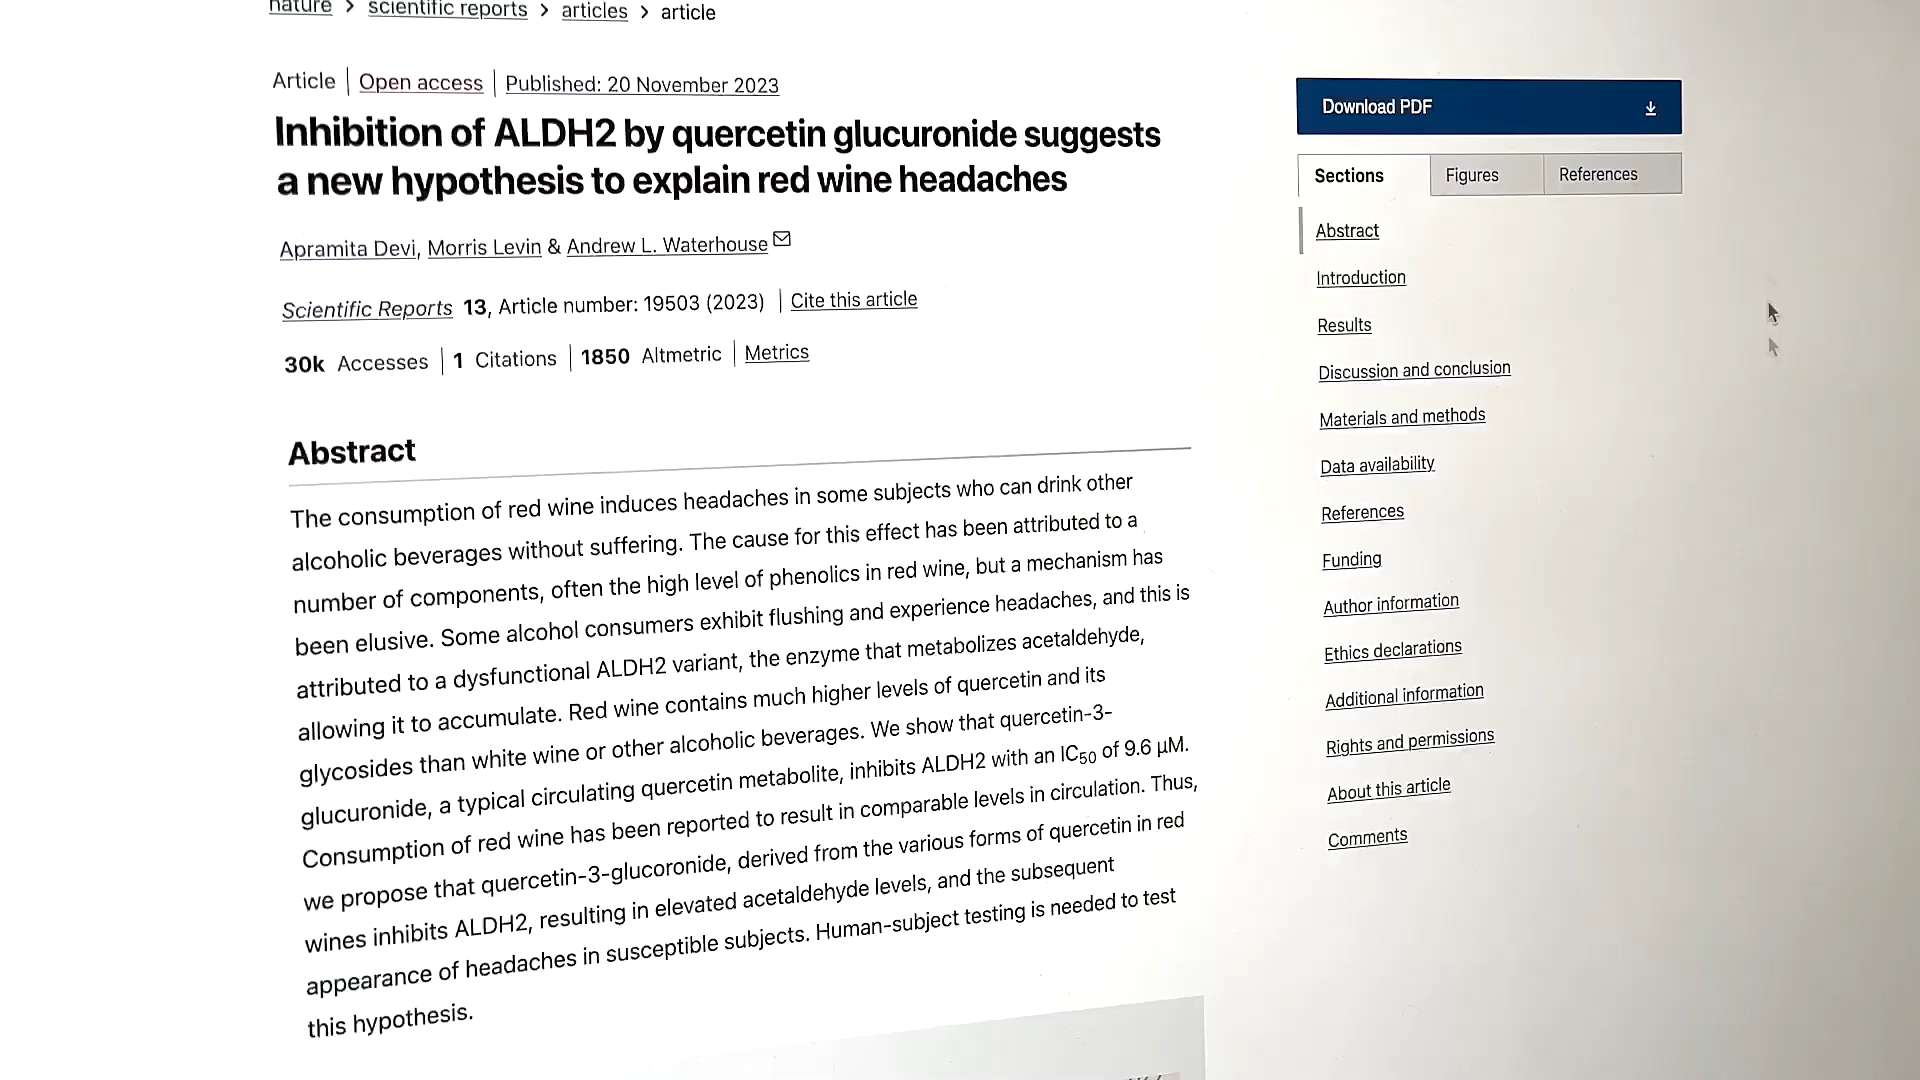 nature > scientific reports > articles > article
Article | Open access | Published: 20 November 2023
Inhibition of ALDH2 by quercetin glucuronide suggests
a new hypothesis to explain red wine headaches
Apramita Devi, Morris Levin & Andrew L. Waterhouse
Scientific Reports 13, Article number: 19503 (2023) | Cite this article
30k Accesses | 1 Citations | 1850 Altmetric | Metrics
Abstract
The consumption of red wine induces headaches in some subjects who can drink other
alcoholic beverages without suffering. The cause for this effect has been attributed to a
number of components, often the high level of phenolics in red wine, but a mechanism has
been elusive. Some alcohol consumers exhibit flushing and experience headaches, and this is
attributed to a dysfunctional ALDH2 variant, the enzyme that metabolizes acetaldehyde,
allowing it to accumulate. Red wine contains much higher levels of quercetin and its
glycosides than white wine or other alcoholic beverages. We show that quercetin-3-
glucuronide, a typical circulating quercetin metabolite, inhibits ALDH2 with an IC50 of 9.6 µM.
Consumption of red wine has been reported to result in comparable levels in circulation. Thus,
we propose that quercetin-3-glucoronide, derived from the various forms of quercetin in red
wines inhibits ALDH2, resulting in elevated acetaldehyde levels, and the subsequent
appearance of headaches in susceptible subjects. Human-subject testing is needed to test
this hypothesis.
Download PDF
Sections
Figures
References
Abstract
Introduction
Results
Discussion and conclusion
Materials and methods
Data availability
References
Funding
Author information
Ethics declarations
Additional information
Rights and permissions
About this article
Comments